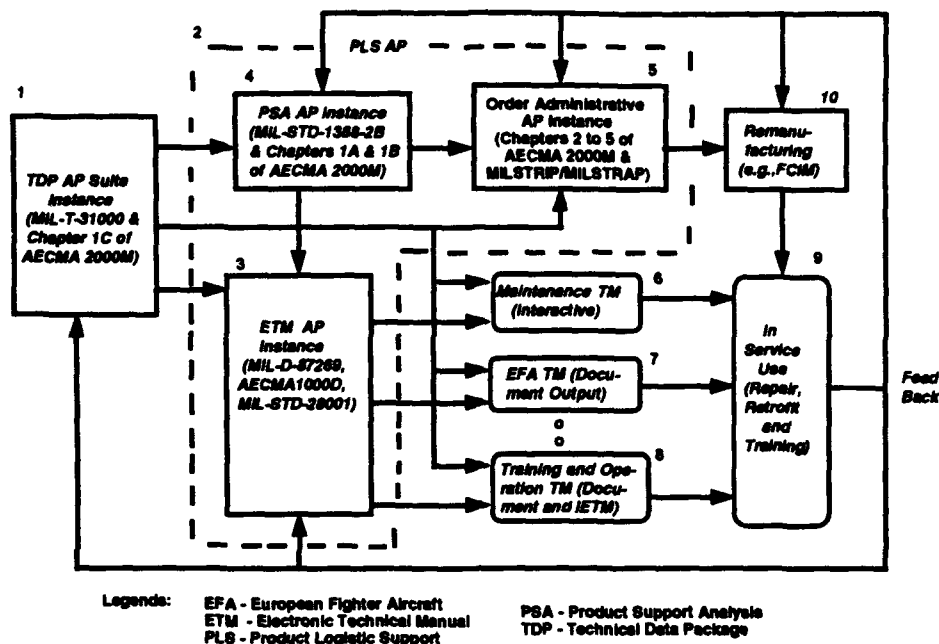 2
PLS AP
4
PSA AP Instance
(MIL-STD-1388-2B
& Chapters 1A & 1B
of AECMA 2000M)
5
Order Administrative
AP Instance
(Chapters 2 to 5 of
AECMA 2000M &
MILSTRIP/MILSTRAP)
10
Remanu-
facturing
(e.g., FCIM)
1
TDP AP Suite
Instance
(MIL-T-31000 &
Chapter 1C of
AECMA 2000M)
3
ETM AP
Instance
(MIL-D-87269,
AECMA1000D,
MIL-STD-28001)
6
Maintenance TM
(Interactive)
7
EFA TM (Docu-
ment Output)
8
Training and Ope-
ration TM (Docu-
ment and IETM)
9
In
Service
Use
(Repair,
Retrofit
and
Training)
Feed
Back
Legends:
EFA - European Fighter Aircraft
ETM - Electronic Technical Manual
PLS - Product Logistic Support
PSA - Product Support Analysis
TDP - Technical Data Package